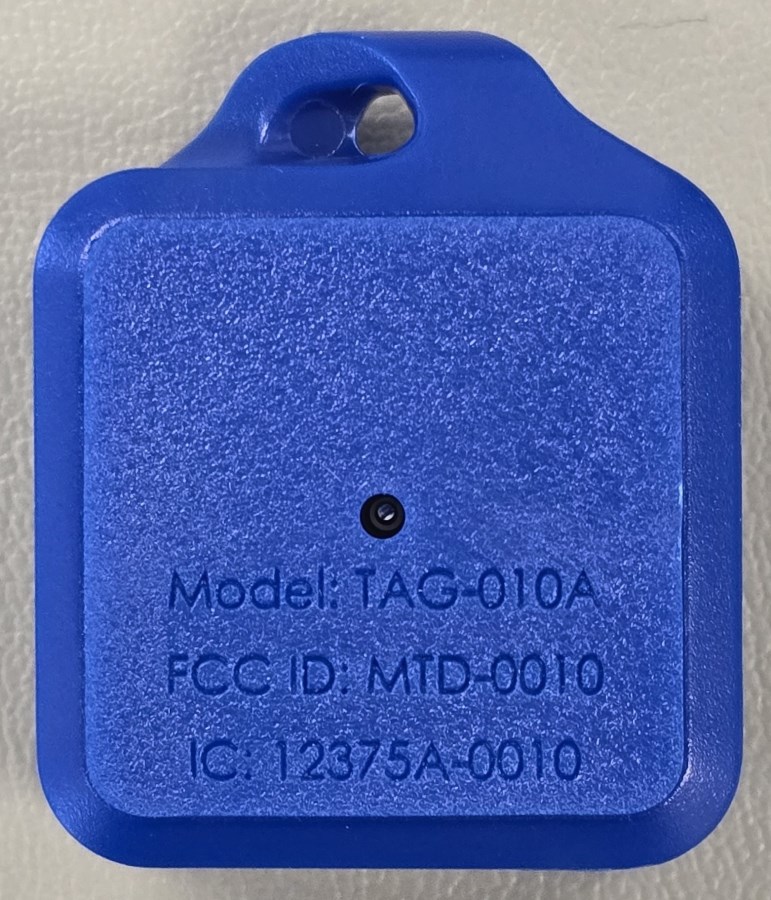 Model: TAG-010A
FCC ID: MTD-0010
IC: 12375A-0010